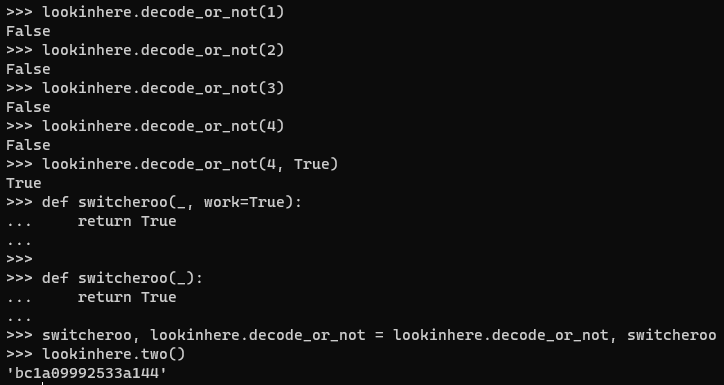 >>> lookinhere.decode_or_not(1)
False
>>> lookinhere.decode_or_not(2)
False
>>> lookinhere.decode_or_not(3)
False
>>> lookinhere.decode_or_not(4)
False
>>> lookinhere.decode_or_not(4, True)
True
>>> def switcheroo(_, work=True):
...     return True
...
>>>
>>> def switcheroo(_):
...     return True
...
>>> switcheroo, lookinhere.decode_or_not = lookinhere.decode_or_not, switcheroo
>>> lookinhere.two()
'bc1a09992533a144'